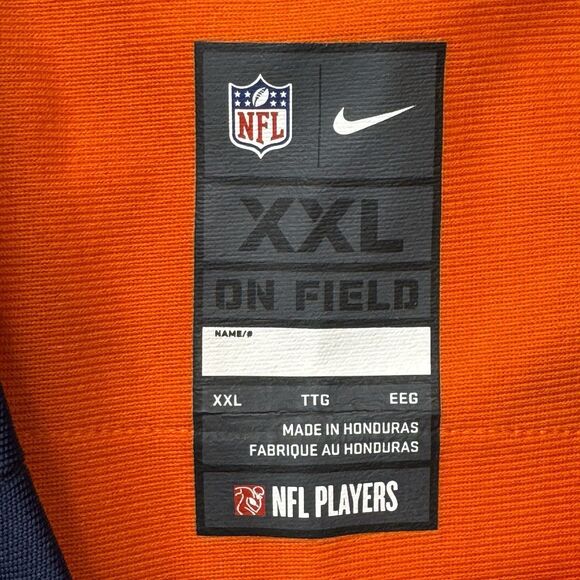 NFL
XXL
ON FIELD
NAME/#
XXL TTG EEG
MADE IN HONDURAS
FABRIQUE AU HONDURAS
NFL PLAYERS